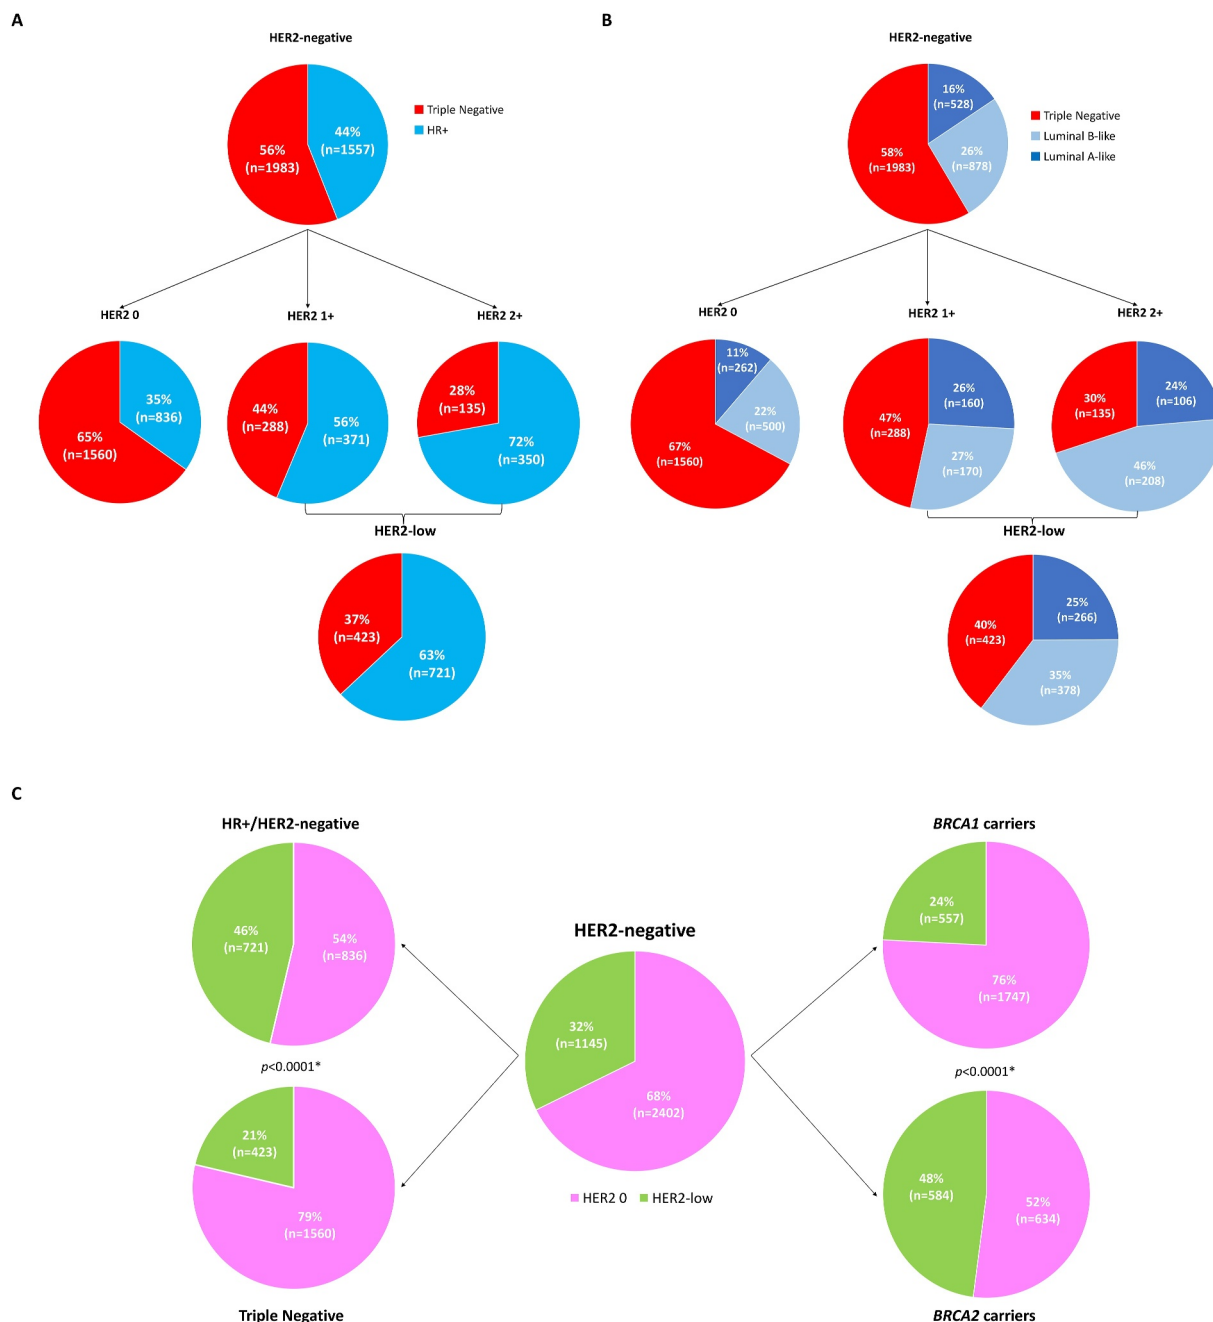 A
HER2-negative
56%
(n=1983)
44%
(n=1557)
Triple Negative
HR+
HER2 0
HER2 1+
HER2 2+
35%
(n=836)
65%
(n=1560)
44%
(n=288)
56%
(n=371)
28%
(n=135)
72%
(n=350)
HER2-low
37%
(n=423)
63%
(n=721)
B
HER2-negative
16%
(n=528)
26%
(n=878)
58%
(n=1983)
Triple Negative
Luminal B-like
Luminal A-like
HER2 0
HER2 1+
HER2 2+
11%
(n=262)
22%
(n=500)
67%
(n=1560)
26%
(n=160)
47%
(n=288)
27%
(n=170)
30%
(n=135)
24%
(n=106)
46%
(n=208)
HER2-low
25%
(n=266)
40%
(n=423)
35%
(n=378)
C
HR+/HER2-negative
46%
(n=721)
54%
(n=836)
p<0.0001*
21%
(n=423)
79%
(n=1560)
Triple Negative
HER2-negative
32%
(n=1145)
68%
(n=2402)
HER2 0
HER2-low
BRCA1 carriers
24%
(n=557)
76%
(n=1747)
p<0.0001*
48%
(n=584)
52%
(n=634)
BRCA2 carriers